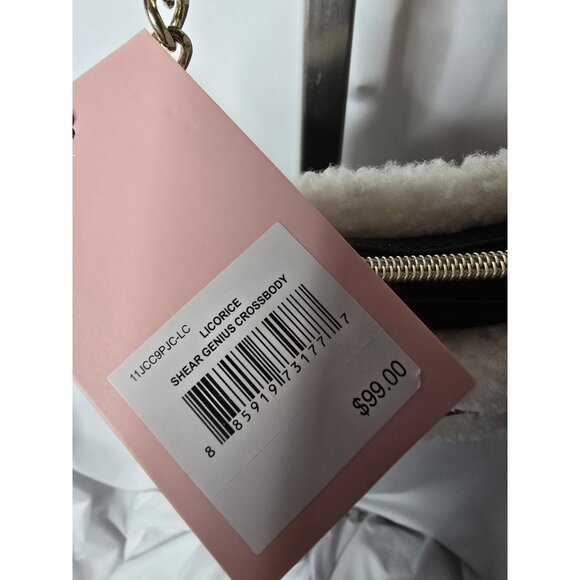 11JCC9PJC-LC
LICORICE
SHEAR GENIUS CROSSBODY
8 85919 73177 7
$99.00